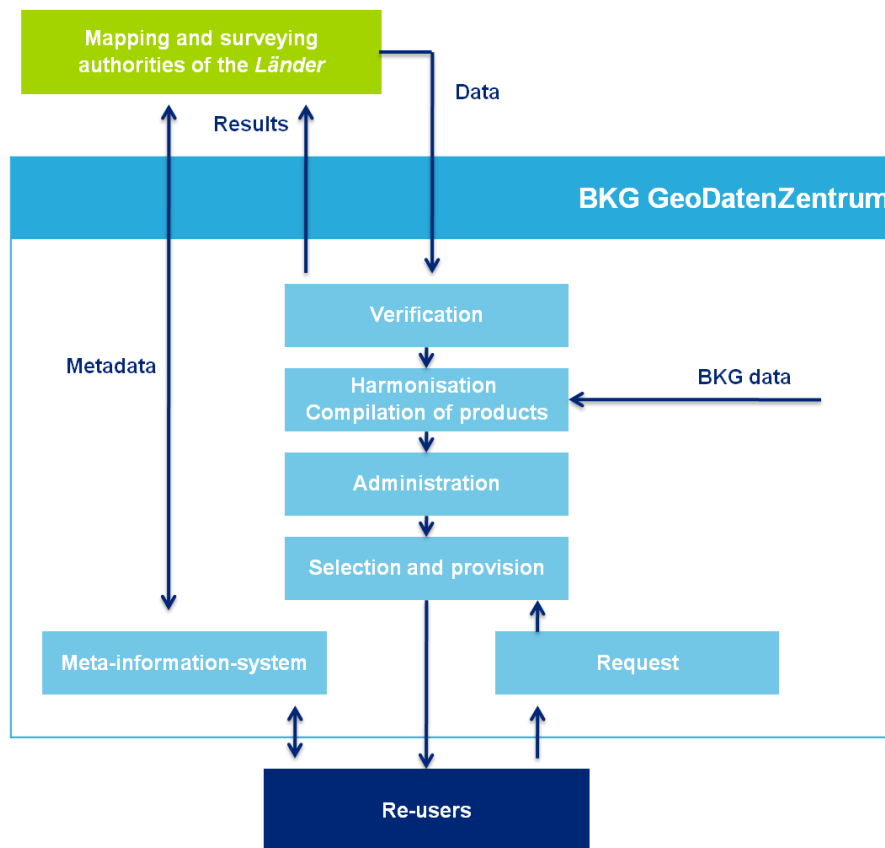 Mapping and surveying
authorities of the Länder
Data
Results
BKG GeoDatenZentrum
Verification
Metadata
Harmonisation
Compilation of products
BKG data
Administration
Selection and provision
Meta-information-system
Request
Re-users